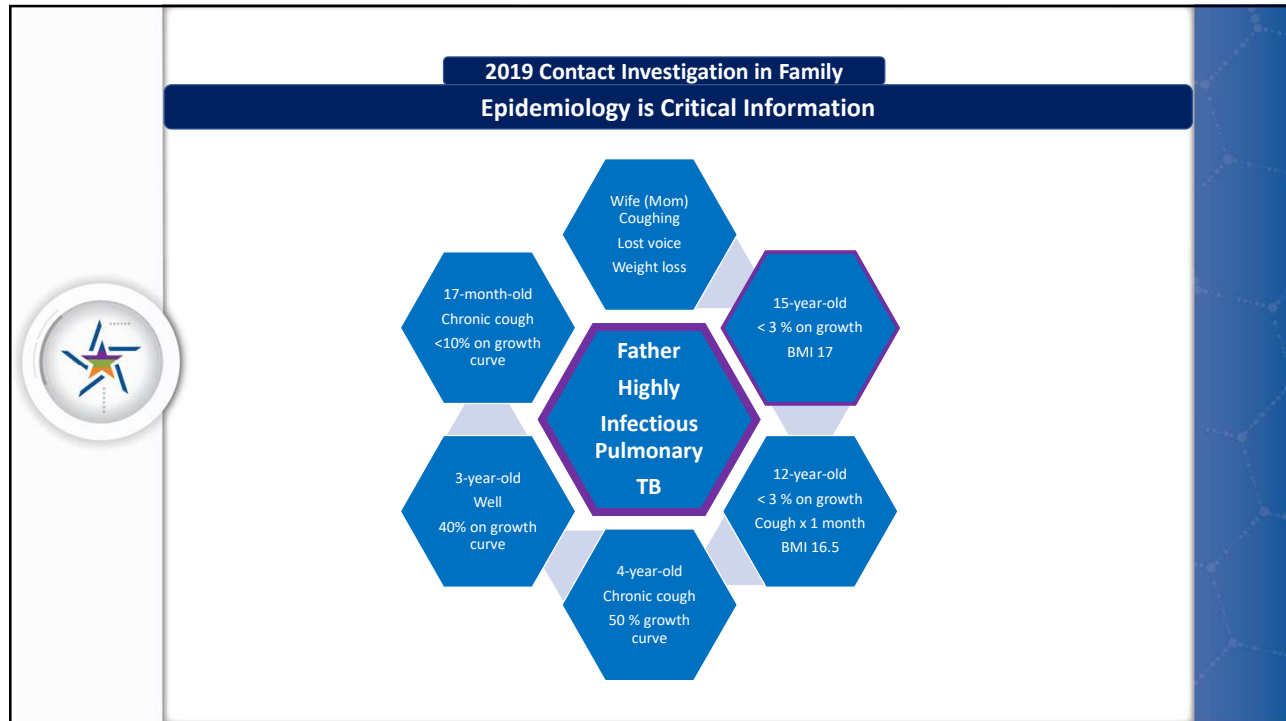 2019 Contact Investigation in Family
Epidemiology is Critical Information
Wife (Mom)
Coughing
Lost voice
Weight loss
15-year-old
< 3 % on growth
BMI 17
12-year-old
< 3 % on growth
Cough x 1 month
BMI 16.5
4-year-old
Chronic cough
50 % growth
curve
3-year-old
Well
40% on growth
curve
17-month-old
Chronic cough
<10% on growth
curve
Father
Highly
Infectious
Pulmonary
TB